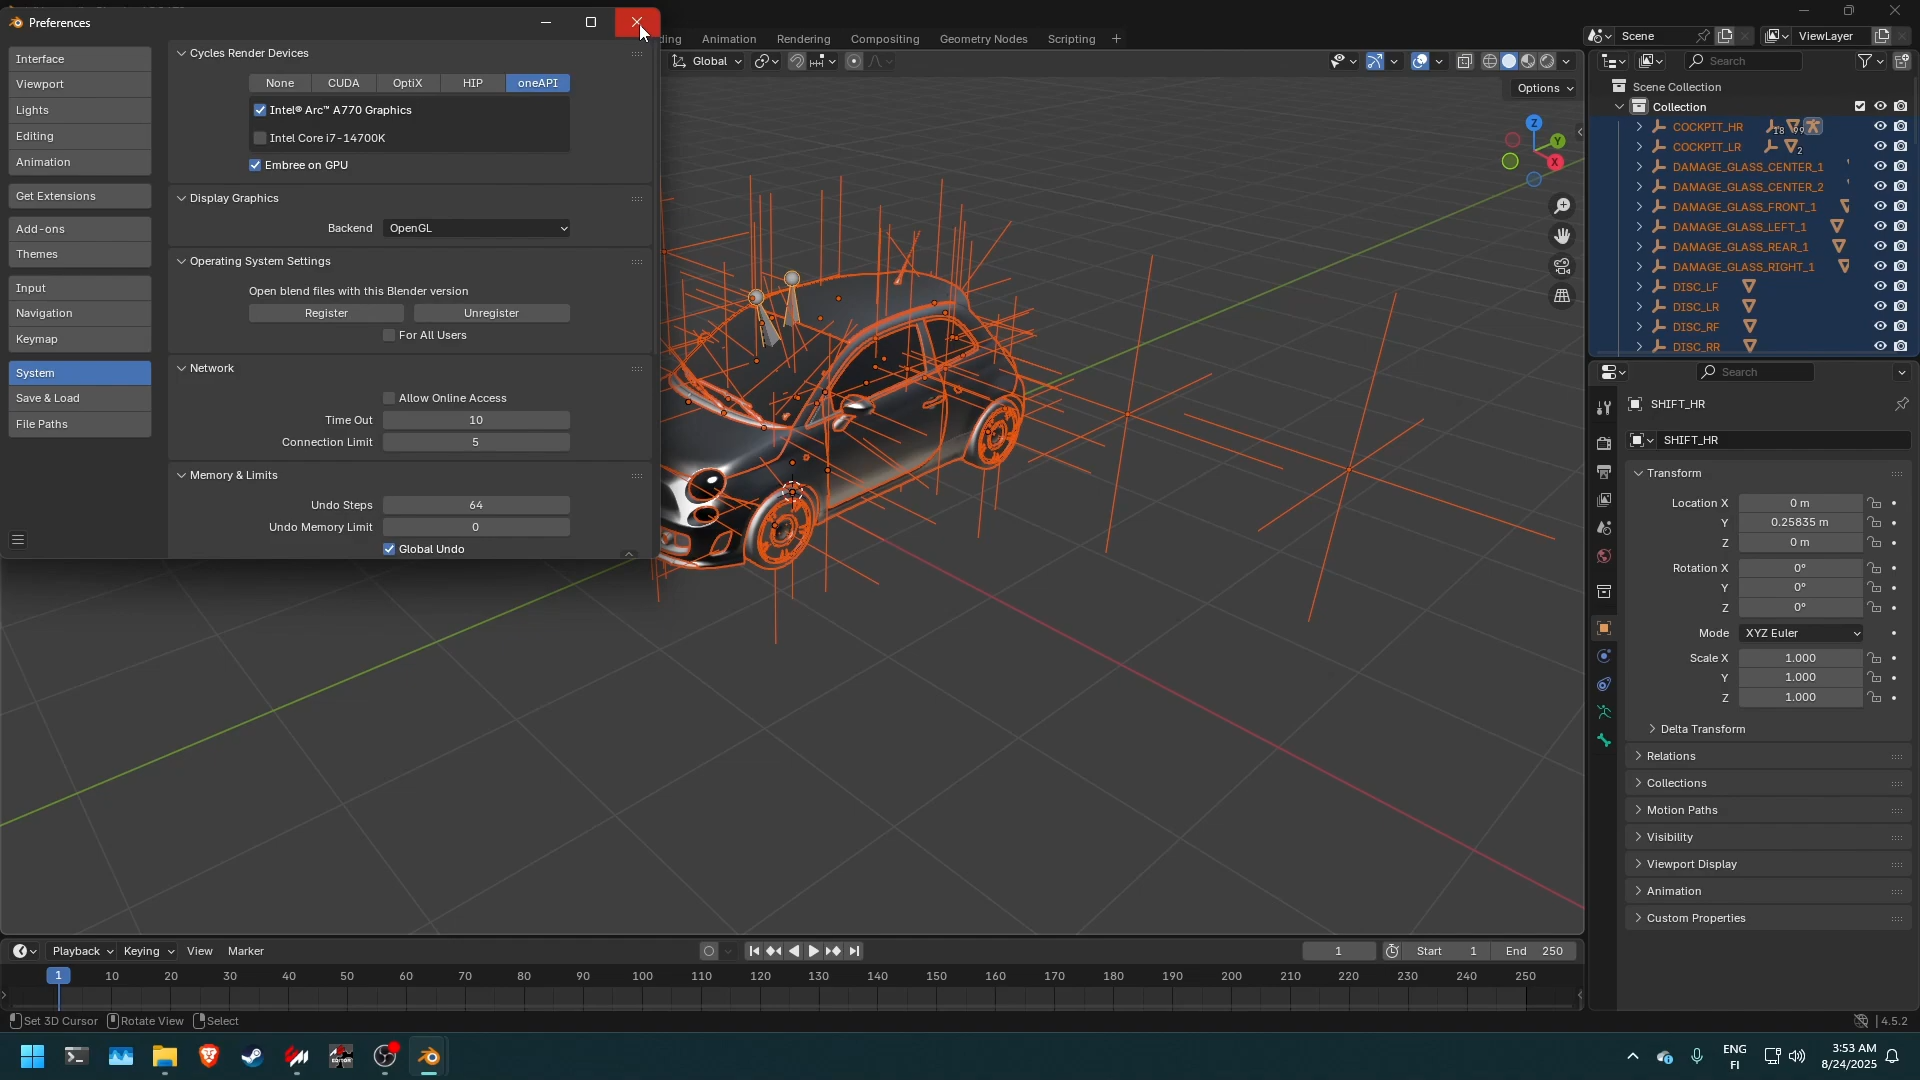 Preferences
Interface
Viewport
Lights
Editing
Animation
Get Extensions
Add-ons
Themes
Input
Navigation
Keymap
System
Save & Load
File Paths
Cycles Render Devices
None
CUDA
OptiX
HIP
oneAPI
Intel® Arc™ A770 Graphics
Intel Core i7-14700K
Embree on GPU
Display Graphics
Backend
OpenGL
Operating System Settings
Open blend files with this Blender version
Register
Unregister
For All Users
Network
Allow Online Access
Time Out
10
Connection Limit
5
Memory & Limits
Undo Steps
64
Undo Memory Limit
0
Global Undo
Animation
Rendering
Compositing
Geometry Nodes
Scripting
Scene
ViewLayer
Global
Options
Z
Y
X
Search
Scene Collection
Collection
COCKPIT_HR
18
99
COCKPIT_LR
2
DAMAGE_GLASS_CENTER_1
DAMAGE_GLASS_CENTER_2
DAMAGE_GLASS_FRONT_1
DAMAGE_GLASS_LEFT_1
DAMAGE_GLASS_REAR_1
DAMAGE_GLASS_RIGHT_1
DISC_LF
DISC_LR
DISC_RF
DISC_RR
Search
SHIFT_HR
SHIFT_HR
Transform
Location X
0 m
Y
0.25835 m
Z
0 m
Rotation X
0°
Y
0°
Z
0°
Mode
XYZ Euler
Scale X
1.000
Y
1.000
Z
1.000
Delta Transform
Relations
Collections
Motion Paths
Visibility
Viewport Display
Animation
Custom Properties
Playback
Keying
View
Marker
1
Start 1
End 250
1 10 20 30 40 50 60 70 80 90 100 110 120 130 140 150 160 170 180 190 200 210 220 230 240 250
Set 3D Cursor
Rotate View
Select
4.5.2
EDITOR
ENG
FI
3:53 AM
8/24/2025